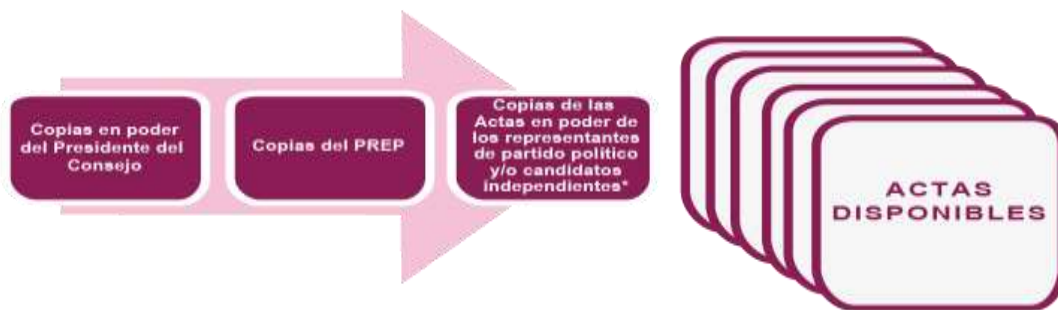 Copias en poder
del Presidente del
Consejo
Copias del PREP
Copias de las
Actas en poder de
los representantes
de partido político
y/o candidatos
independientes*
ACTAS
DISPONIBLES